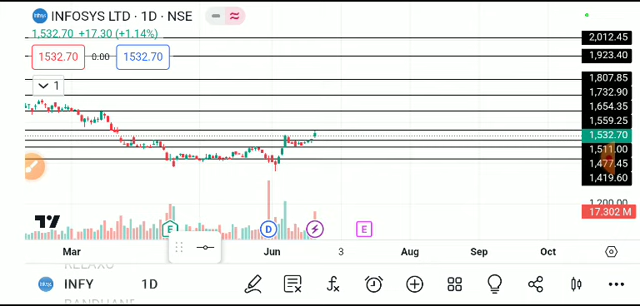 INFOSYS LTD · 1D · NSE
1,532.70 +17.30 (+1.14%)
1532.70 0.00 1532.70
1
2,012.45
1,923.40
1,807.85
1,732.90
1,654.35
1,559.25
1,532.70
1,511.00
1,477.45
1,419.60
1,200.00
17.302 M
E D E
Mar Jun 3 Aug Sep Oct
RELAXO
INFY 1D
BANDHANB